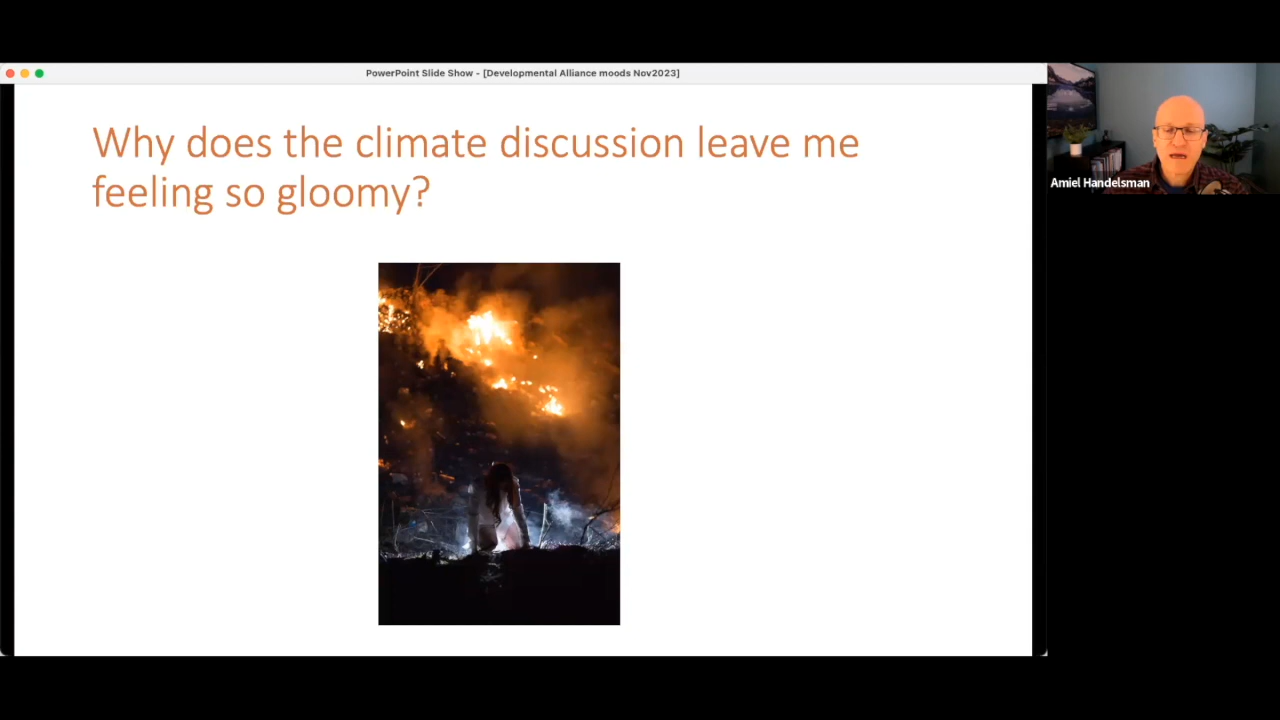 PowerPoint Slide Show - [Developmental Alliance moods Nov2023]
Why does the climate discussion leave me
feeling so gloomy?
Amiel Handelsman